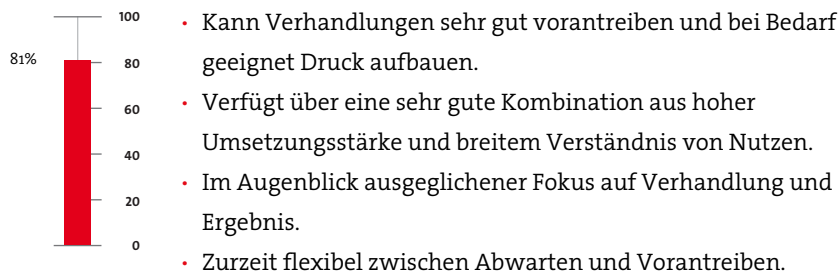 81%
100
80
60
40
20
0
• Kann Verhandlungen sehr gut vorantreiben und bei Bedarf
geeignet Druck aufbauen.
• Verfügt über eine sehr gute Kombination aus hoher
Umsetzungsstärke und breitem Verständnis von Nutzen.
• Im Augenblick ausgeglichener Fokus auf Verhandlung und
Ergebnis.
• Zurzeit flexibel zwischen Abwarten und Vorantreiben.